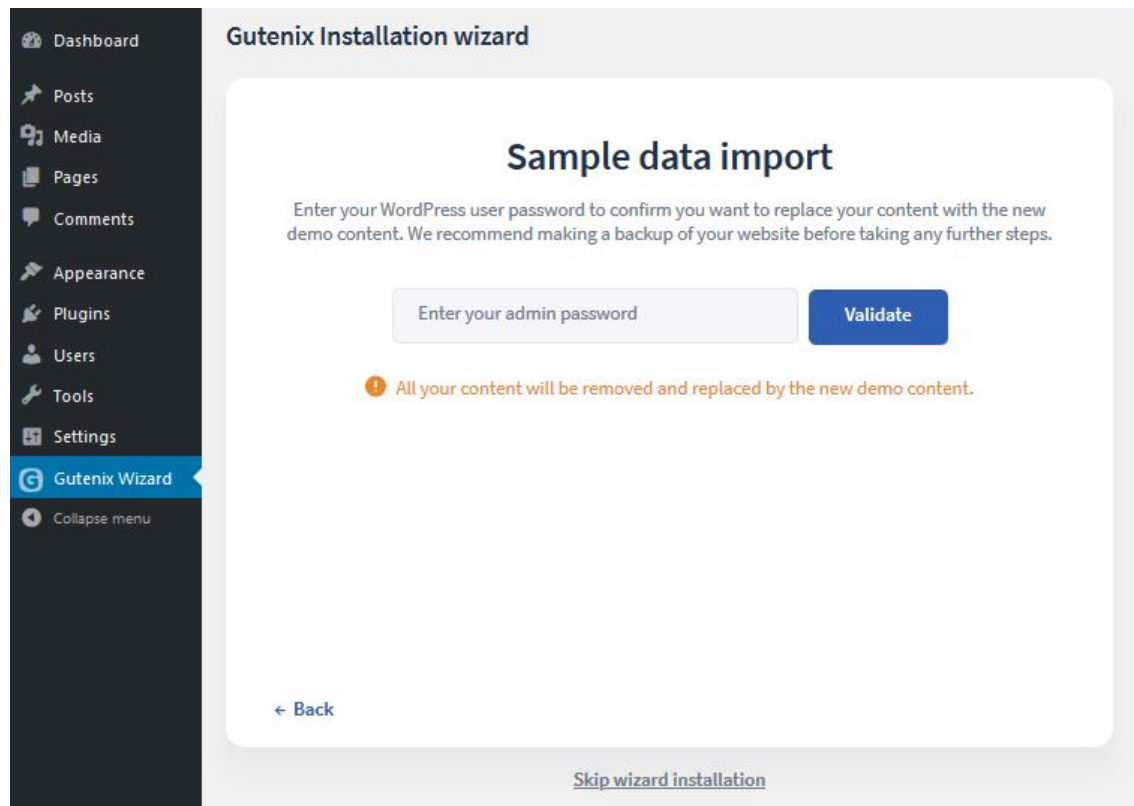 Dashboard
Posts
Media
Pages
Comments
Appearance
Plugins
Users
Tools
Settings
Gutenix Wizard
Collapse menu
Gutenix Installation wizard
Sample data import
Enter your WordPress user password to confirm you want to replace your content with the new
demo content. We recommend making a backup of your website before taking any further steps.
Enter your admin password
Validate
All your content will be removed and replaced by the new demo content.
← Back
Skip wizard installation